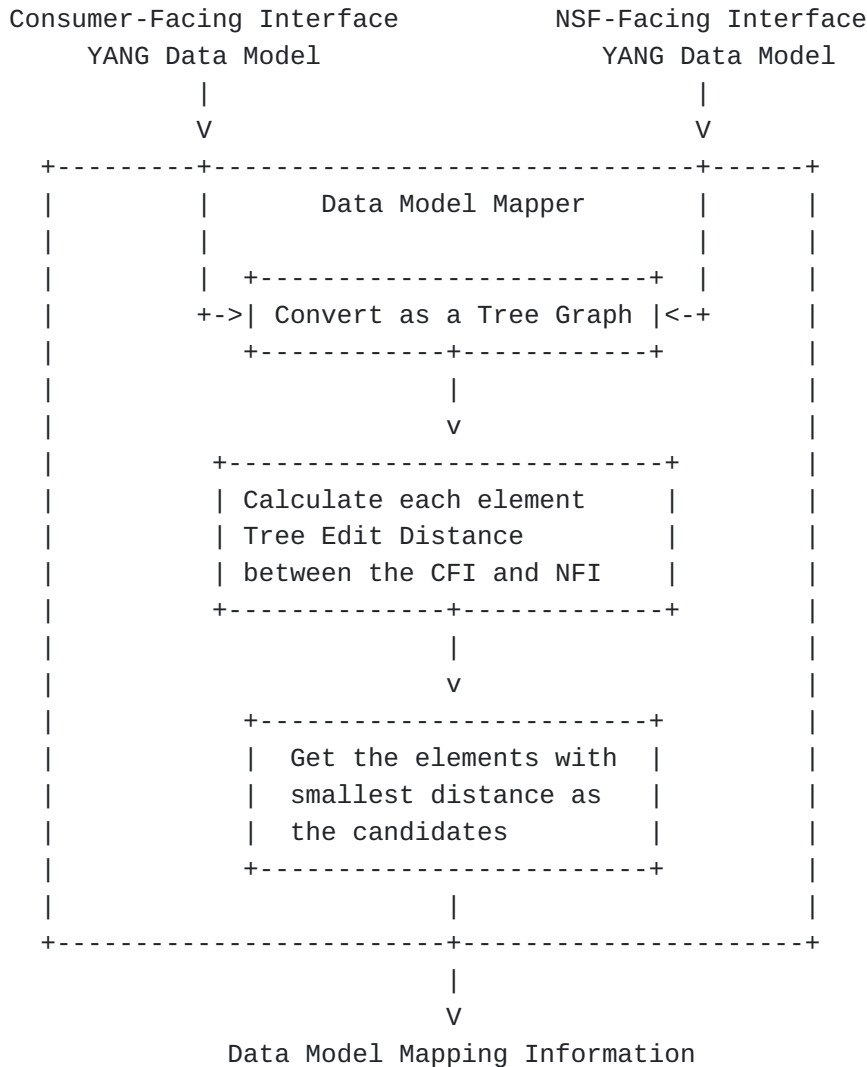 Consumer-Facing Interface NSF-Facing Interface
YANG Data Model YANG Data Model
Data Model Mapper
Convert as a Tree Graph
Calculate each element
Tree Edit Distance
between the CFI and NFI
Get the elements with
smallest distance as
the candidates
Data Model Mapping Information